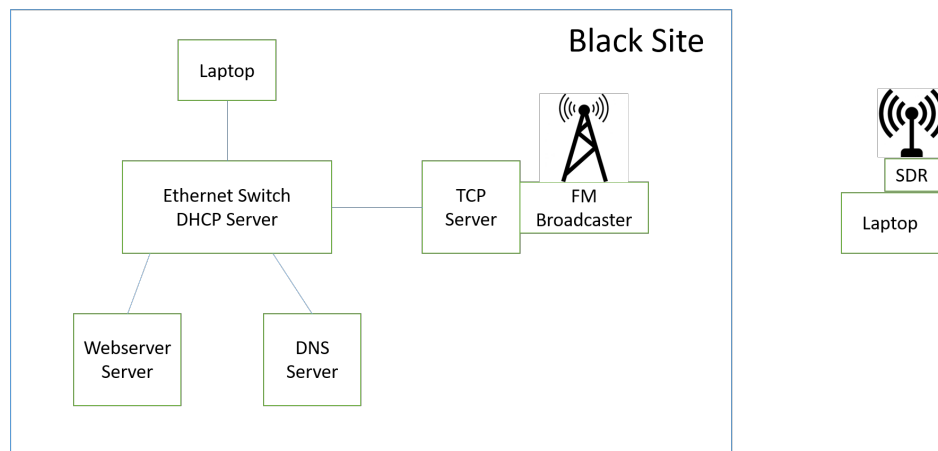 Black Site
Laptop
Ethernet Switch
DHCP Server
TCP
Server
FM
Broadcaster
SDR
Laptop
Webserver
Server
DNS
Server